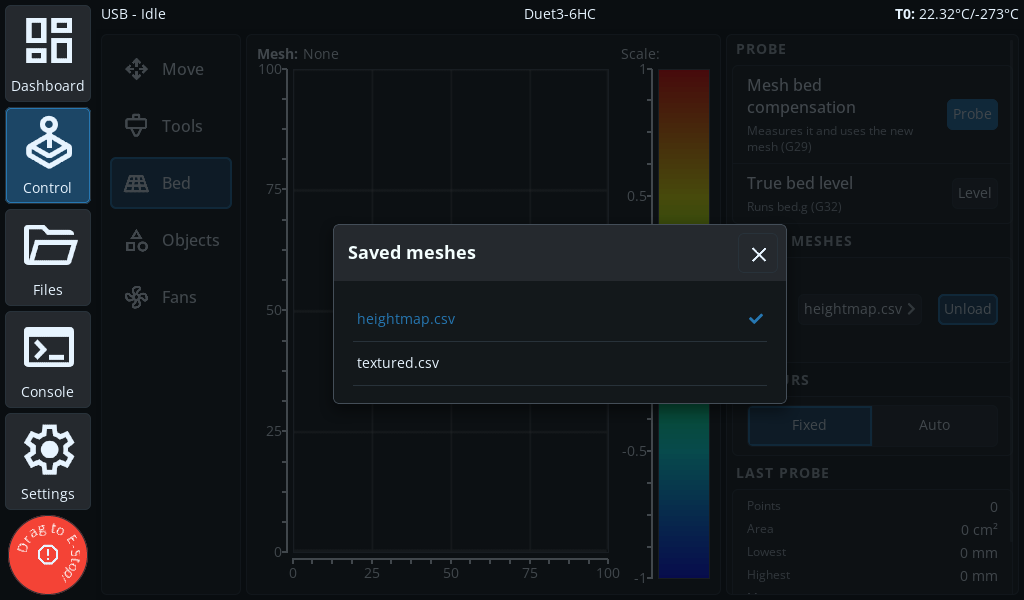 USB - Idle
Duet3-6HC
T0: 22.32°C/-273°C
Dashboard
Control
Files
Console
Settings
Drag to E-Stop!
Move
Tools
Bed
Objects
Fans
Mesh: None
Scale:
100
75
50
25
0
0
25
50
75
100
1
0.5
-0.5
-1
PROBE
Mesh bed
compensation
Measures it and uses the new
mesh (G29)
Probe
True bed level
Runs bed.g (G32)
Level
MESHES
heightmap.csv
Unload
URS
Fixed
Auto
LAST PROBE
Points
0
Area
0 cm²
Lowest
0 mm
Highest
0 mm
Saved meshes
heightmap.csv
textured.csv